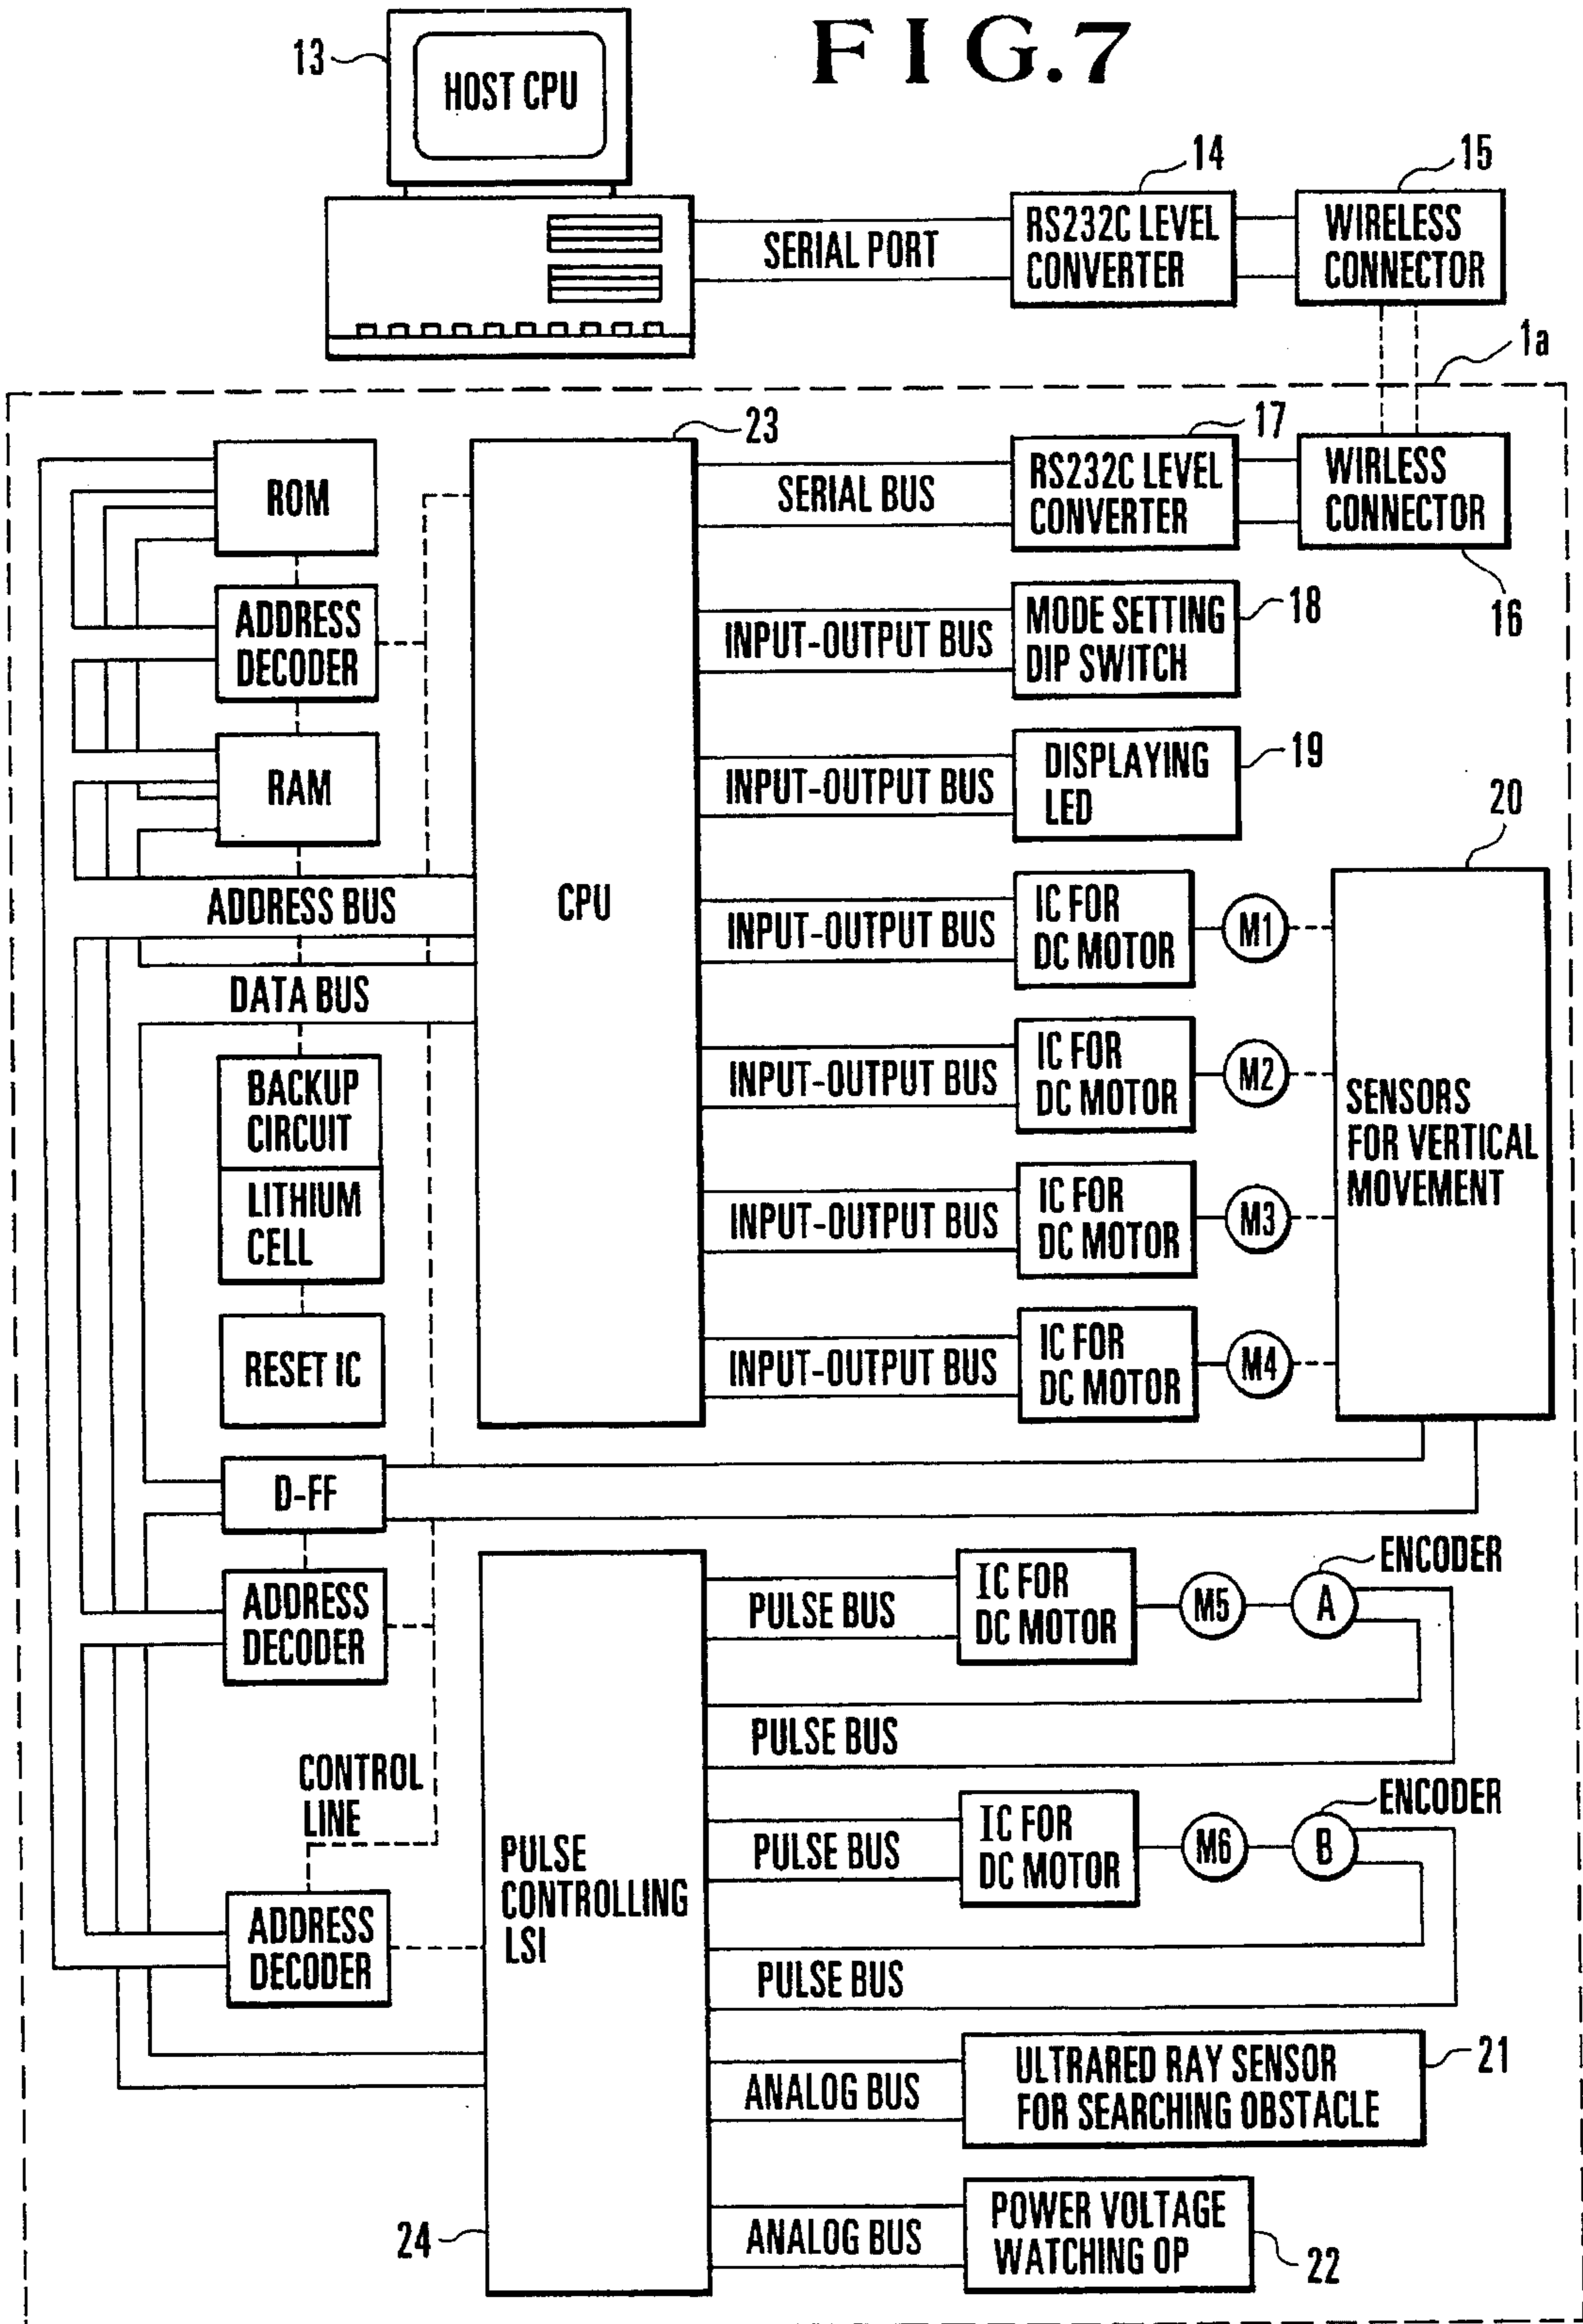 FIG.7
13
HOST CPU
14
15
SERIAL PORT
RS232C LEVEL
CONVERTER
WIRELESS
CONNECTOR
1a
23
17
ROM
SERIAL BUS
RS232C LEVEL
CONVERTER
WIRLESS
CONNECTOR
16
ADDRESS
DECODER
INPUT-OUTPUT BUS
MODE SETTING
DIP SWITCH
18
RAM
INPUT-OUTPUT BUS
DISPLAYING
LED
19
20
ADDRESS BUS
CPU
INPUT-OUTPUT BUS
IC FOR
DC MOTOR
M1
DATA BUS
BACKUP
CIRCUIT
INPUT-OUTPUT BUS
IC FOR
DC MOTOR
M2
SENSORS
FOR VERTICAL
MOVEMENT
LITHIUM
CELL
INPUT-OUTPUT BUS
IC FOR
DC MOTOR
M3
RESET IC
INPUT-OUTPUT BUS
IC FOR
DC MOTOR
M4
D-FF
ADDRESS
DECODER
PULSE BUS
IC FOR
DC MOTOR
M5
A
ENCODER
PULSE BUS
CONTROL
LINE
PULSE BUS
IC FOR
DC MOTOR
M6
B
ENCODER
PULSE
CONTROLLING
LSI
ADDRESS
DECODER
PULSE BUS
ANALOG BUS
ULTRARED RAY SENSOR
FOR SEARCHING OBSTACLE
21
24
ANALOG BUS
POWER VOLTAGE
WATCHING OP
22